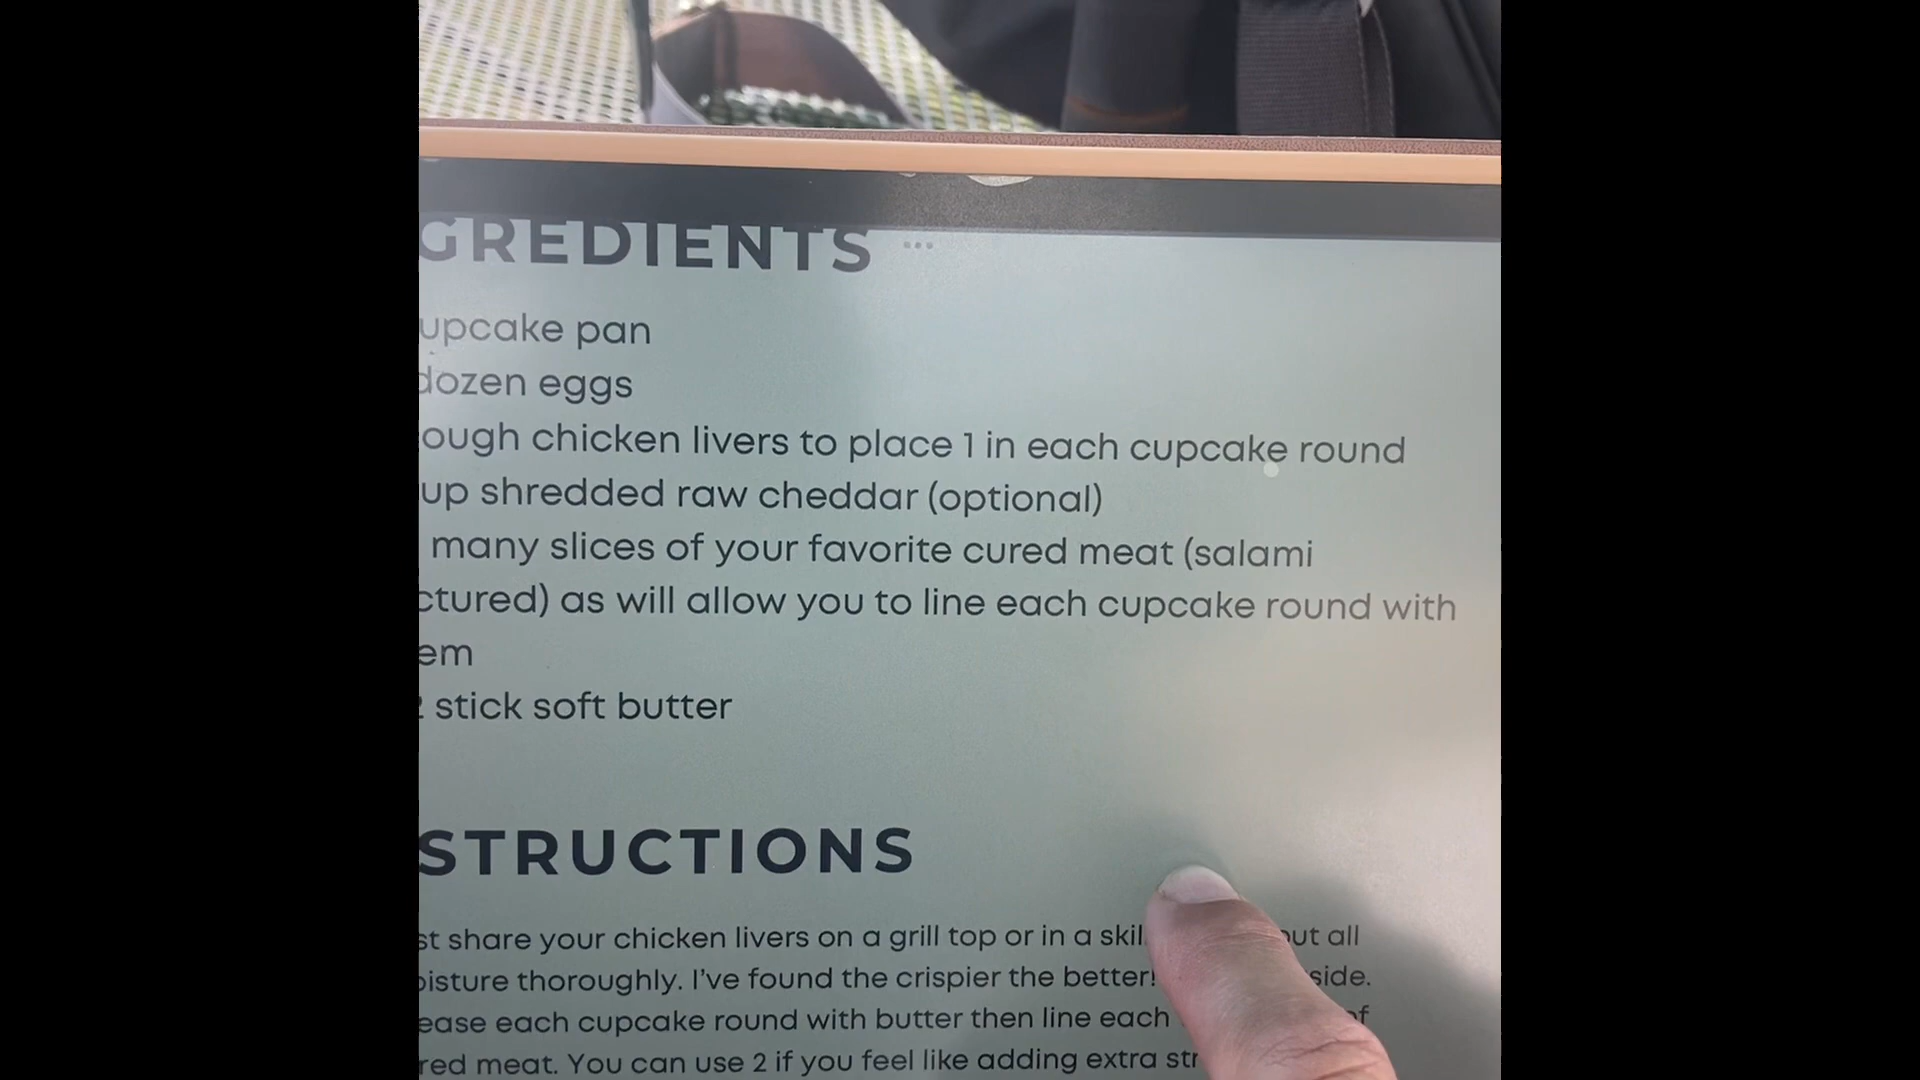 GREDIENTS ...
upcake pan
dozen eggs
ough chicken livers to place 1 in each cupcake round
up shredded raw cheddar (optional)
many slices of your favorite cured meat (salami
ctured) as will allow you to line each cupcake round with
em
2 stick soft butter
STRUCTIONS
st share your chicken livers on a grill top or in a skil out all
oisture thoroughly. I've found the crispier the better! side.
ease each cupcake round with butter then line each of
red meat. You can use 2 if you feel like adding extra str